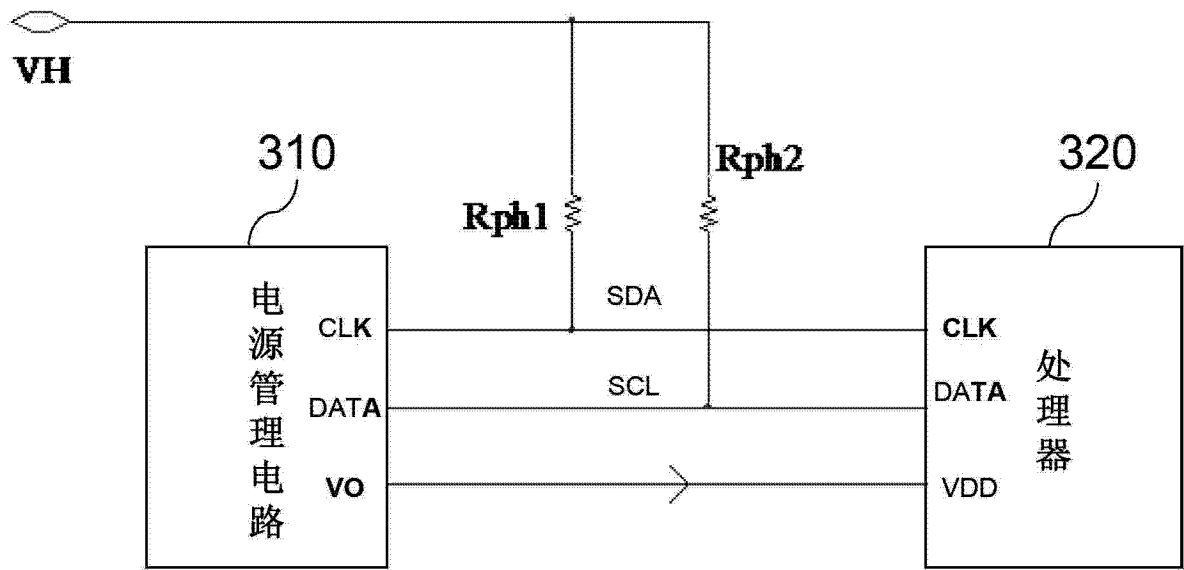 VH
310
320
Rph2
Rph1
SDA
电源管理电路
CLK
CLK
处理器
SCL
DATA
DATA
VO
VDD